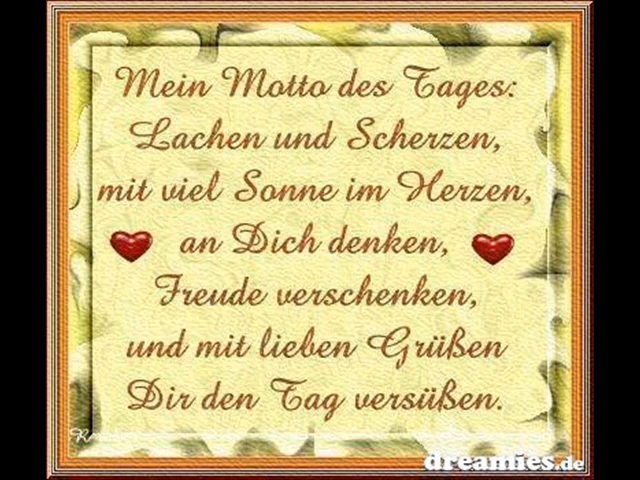 Mein Motto des Tages:
Lachen und Scherzen,
mit viel Sonne im Herzen,
an Dich denken,
Freude verschenken,
und mit lieben Grüßen
Dir den Tag versüßen.
dreamies.de